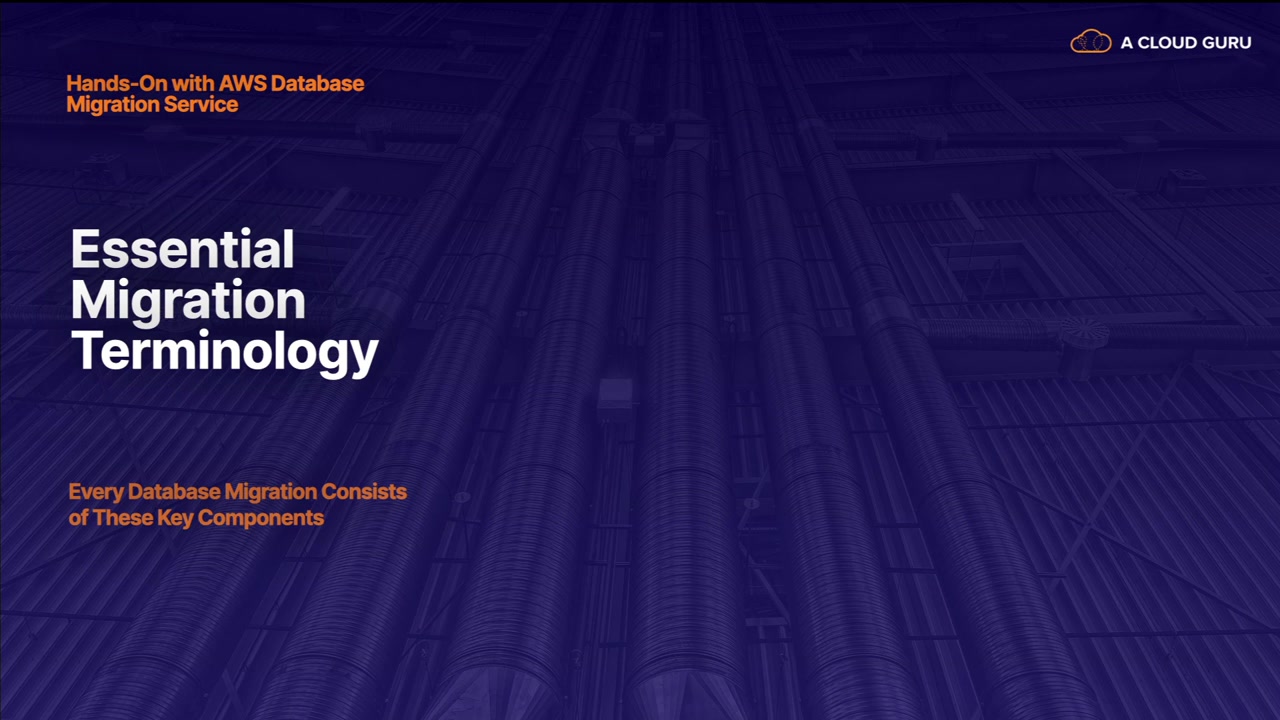 A CLOUD GURU
Hands-On with AWS Database
Migration Service
Essential
Migration
Terminology
Every Database Migration Consists
of These Key Components